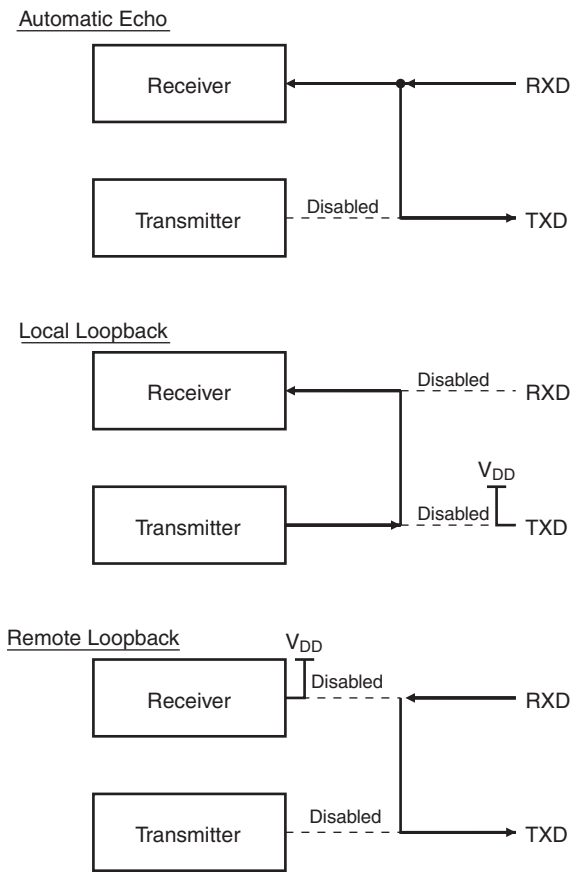 Automatic Echo
Receiver
RXD
Transmitter
Disabled
TXD
Local Loopback
Receiver
Disabled
RXD
VDD
Transmitter
Disabled
TXD
Remote Loopback
VDD
Receiver
Disabled
RXD
Transmitter
Disabled
TXD